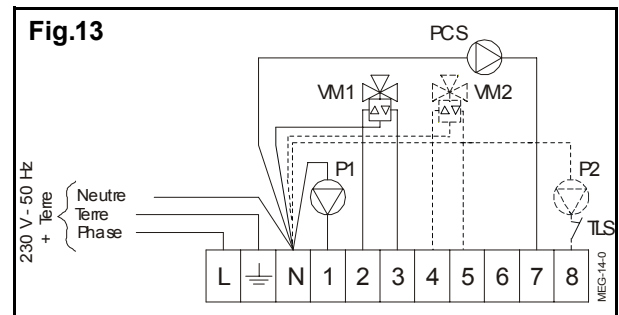 Fig.13
PCS
VM1
VM2
P1
P2
TLS
230 V - 50 Hz
+ Terre
Neutre
Terre
Phase
L N 1 2 3 4 5 6 7 8
MEG-14-0